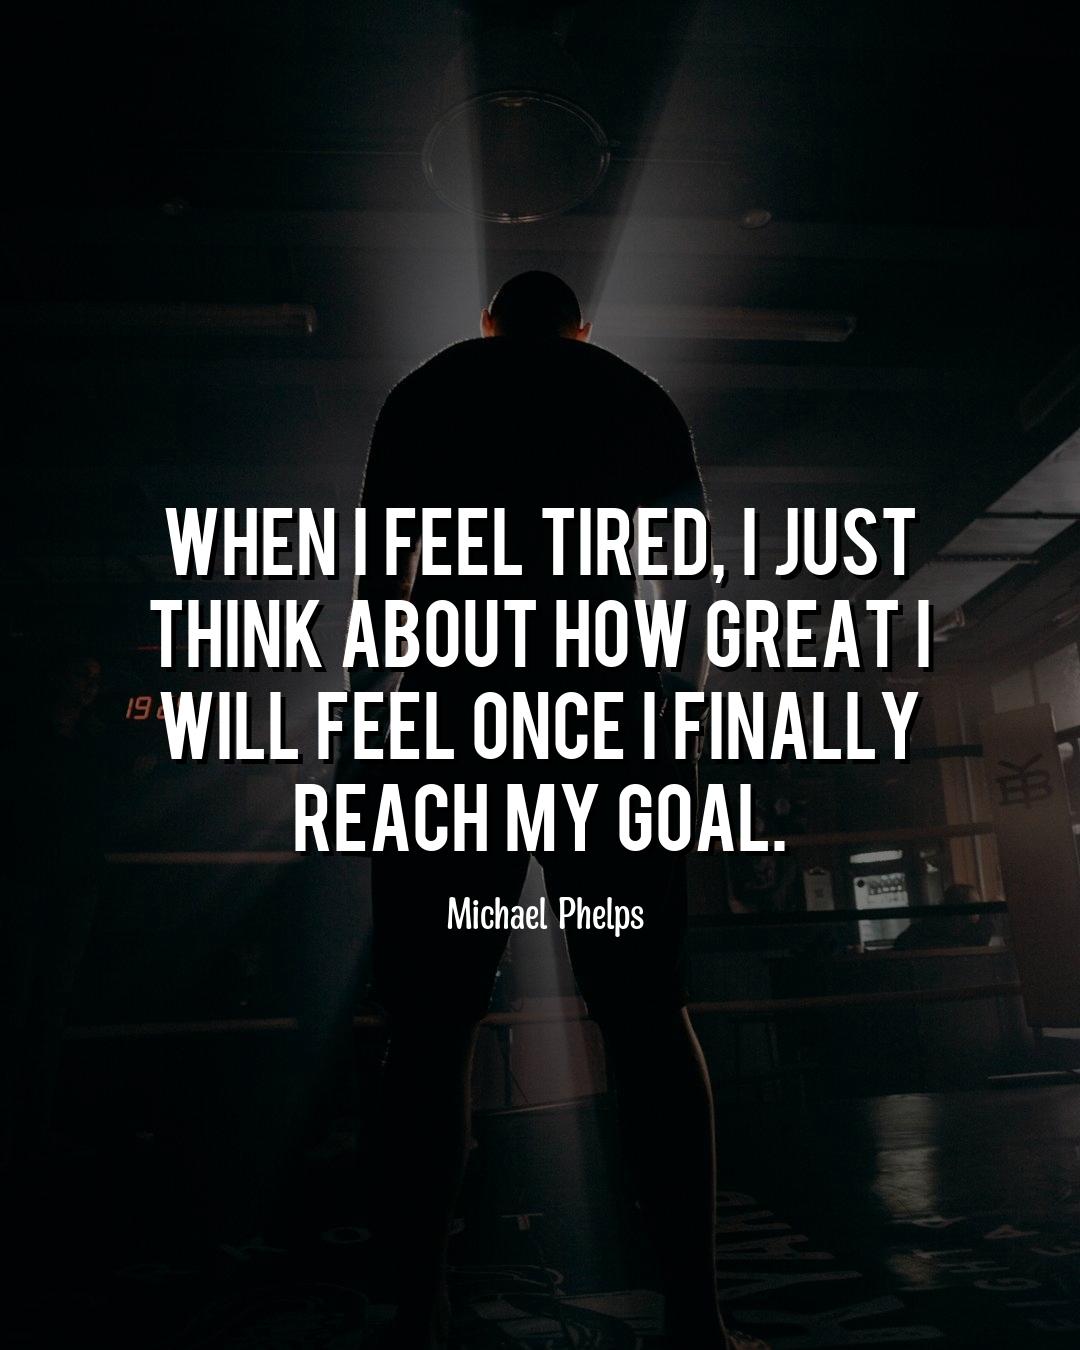 WHEN I FEEL TIRED, I JUST
THINK ABOUT HOW GREAT I
WILL FEEL ONCE I FINALLY
REACH MY GOAL.
Michael Phelps